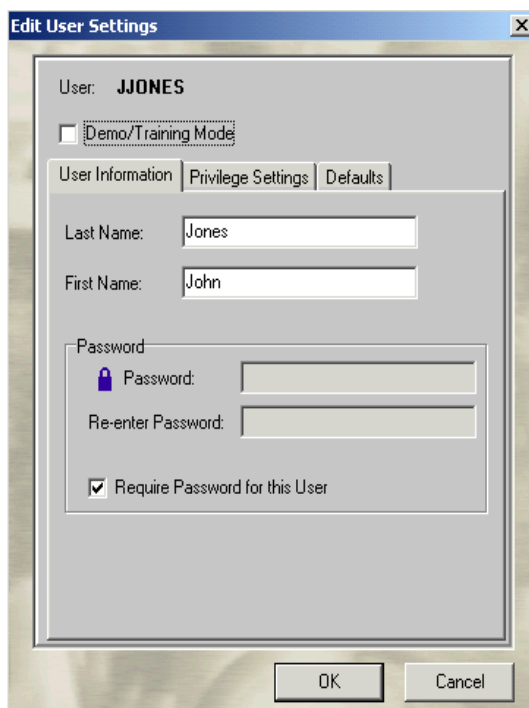 Edit User Settings
User: JJONES
Demo/Training Mode
User Information Privilege Settings Defaults
Last Name: Jones
First Name: John
Password
Password:
Re-enter Password:
Require Password for this User
OK Cancel